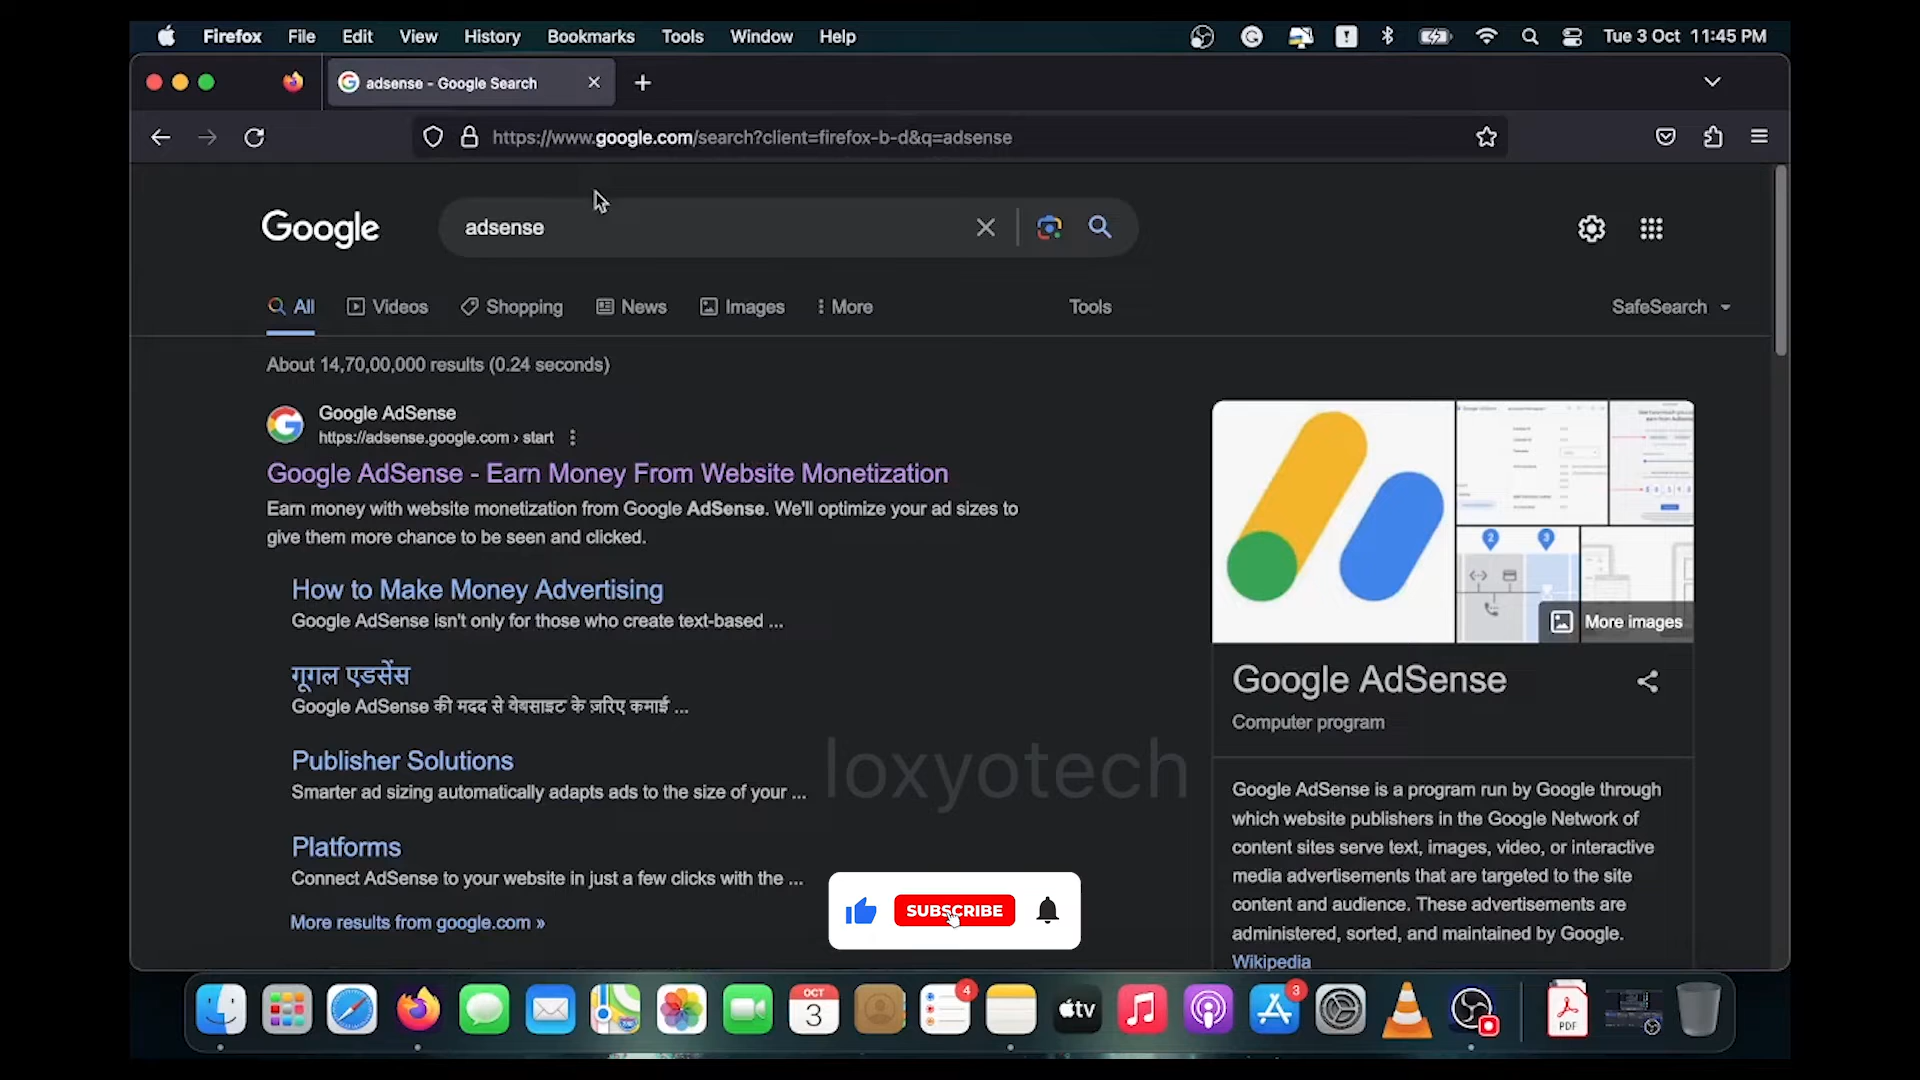 Firefox File Edit View History Bookmarks Tools Window Help Tue 3 Oct 11:45 PM
adsense - Google Search
https://www.google.com/search?client=firefox-b-d&q=adsense
Google
adsense
All Videos Shopping News Images More Tools SafeSearch
About 14,70,00,000 results (0.24 seconds)
Google AdSense
https://adsense.google.com › start
Google AdSense - Earn Money From Website Monetization
Earn money with website monetization from Google AdSense. We'll optimize your ad sizes to
give them more chance to be seen and clicked.
How to Make Money Advertising
Google AdSense isn't only for those who create text-based ...
गूगल एडसेंस
Google AdSense की मदद से वेबसाइट के ज़रिए कमाई ...
Publisher Solutions
Smarter ad sizing automatically adapts ads to the size of your ...
Platforms
Connect AdSense to your website in just a few clicks with the ...
More results from google.com »
2 3
More images
Google AdSense
Computer program
Google AdSense is a program run by Google through
which website publishers in the Google Network of
content sites serve text, images, video, or interactive
media advertisements that are targeted to the site
content and audience. These advertisements are
administered, sorted, and maintained by Google.
Wikipedia
loxyotech
SUBSCRIBE
OCT
3
4
tv
3
PDF